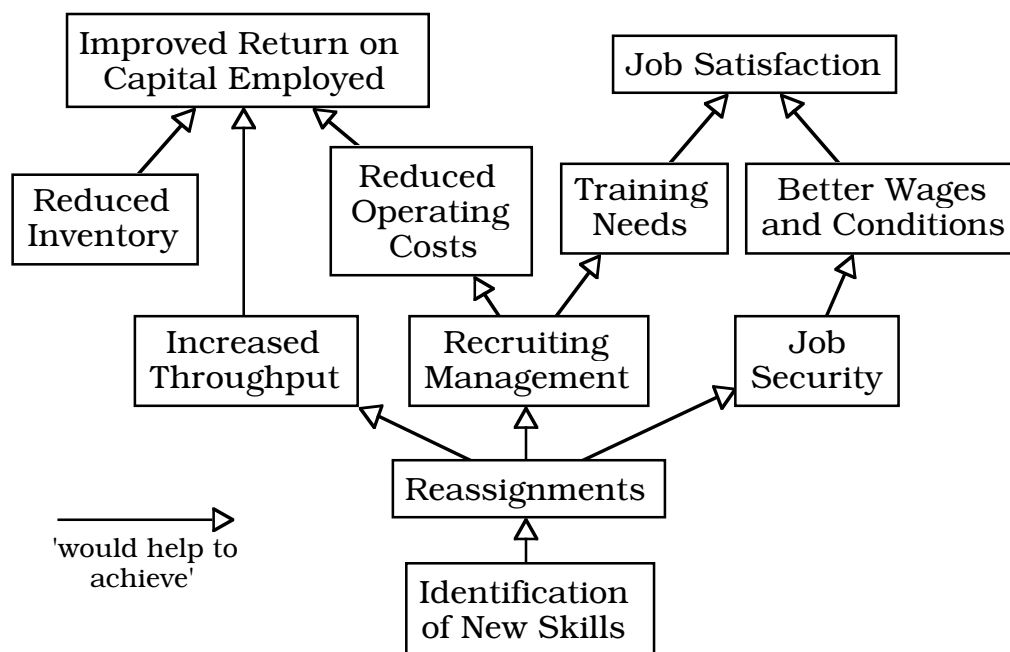 Improved Return on
Capital Employed
Job Satisfaction
Reduced
Inventory
Reduced
Operating
Costs
Training
Needs
Better Wages
and Conditions
Increased
Throughput
Recruiting
Management
Job
Security
Reassignments
'would help to
achieve'
Identification
of New Skills